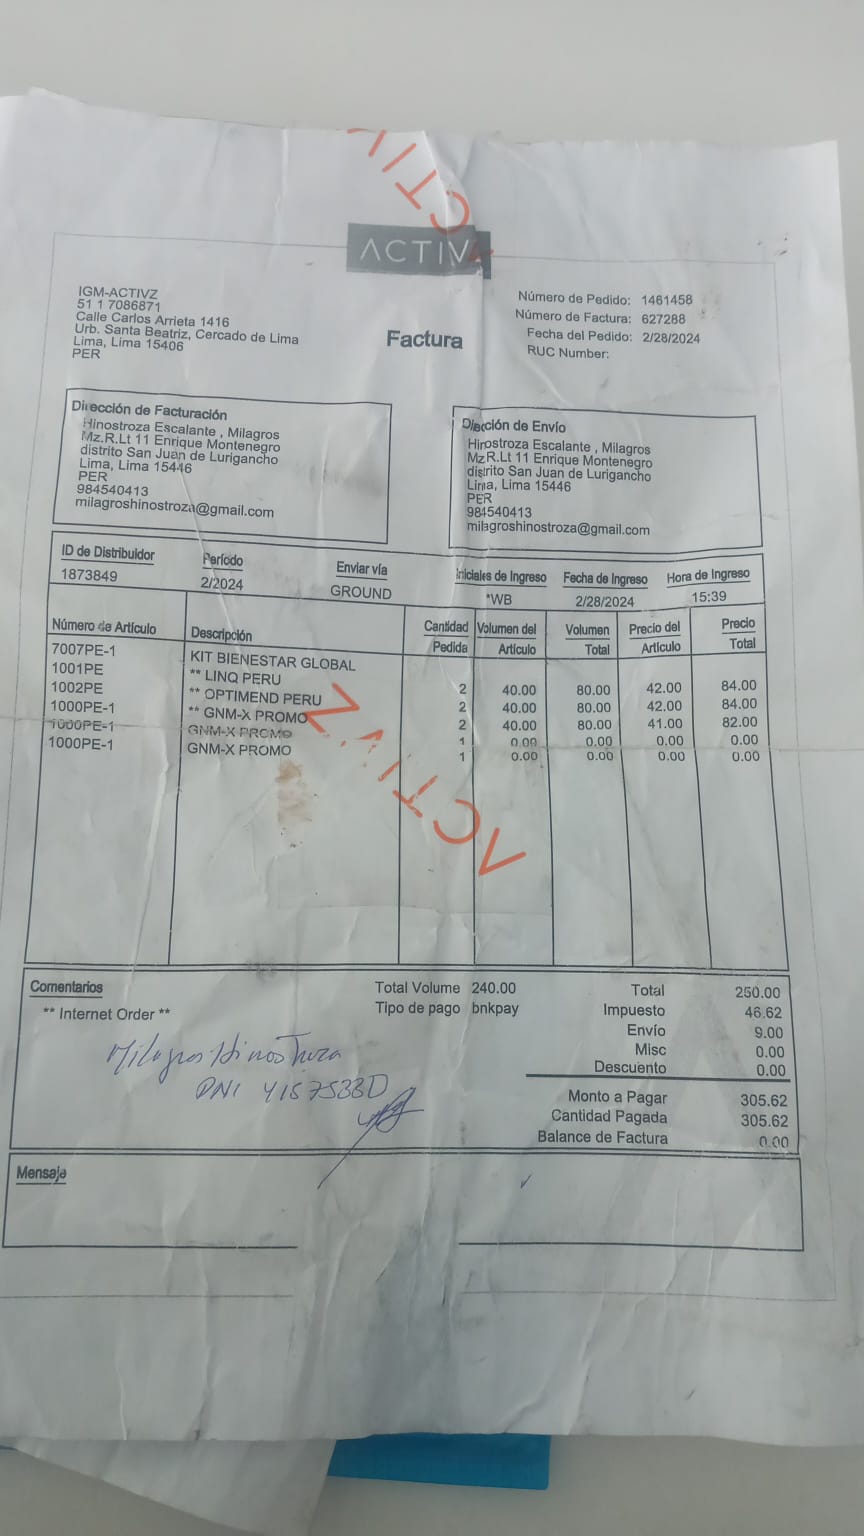 ACTIVZ
ACTIVZ
IGM-ACTIVZ
51 1 7086871
Calle Carlos Arrieta 1416
Urb. Santa Beatriz, Cercado de Lima
Lima, Lima 15406
PER
Factura
Número de Pedido: 1461458
Número de Factura: 627288
Fecha del Pedido: 2/28/2024
RUC Number:
Dirección de Facturación
Hinostroza Escalante , Milagros
Mz.R.Lt 11 Enrique Montenegro
distrito San Juan de Lurigancho
Lima, Lima 15446
PER
984540413
milagroshinostroza@gmail.com
Dirección de Envío
Hinostroza Escalante , Milagros
Mz.R.Lt 11 Enrique Montenegro
distrito San Juan de Lurigancho
Lima, Lima 15446
PER
984540413
milagroshinostroza@gmail.com
ID de Distribuidor Período Enviar vía Iniciales de Ingreso Fecha de Ingreso Hora de Ingreso
1873849 2/2024 GROUND *WB 2/28/2024 15:39
Número de Artículo Descripción Cantidad Pedida Volumen del Artículo Volumen Total Precio del Artículo Precio Total
7007PE-1 KIT BIENESTAR GLOBAL
1001PE ** LINQ PERU 2 40.00 80.00 42.00 84.00
1002PE ** OPTIMEND PERU 2 40.00 80.00 42.00 84.00
1000PE-1 ** GNM-X PROMO 2 40.00 80.00 41.00 82.00
1000PE-1 GNM-X PROMO 1 0.00 0.00 0.00 0.00
1000PE-1 GNM-X PROMO 1 0.00 0.00 0.00 0.00
ACTIVZ
Comentarios
** Internet Order **
Total Volume 240.00
Tipo de pago bnkpay
Total 250.00
Impuesto 46.62
Envío 9.00
Misc 0.00
Descuento 0.00
Monto a Pagar 305.62
Cantidad Pagada 305.62
Balance de Factura 0.00
Milagros Hinostroza
DNI
Mensaje